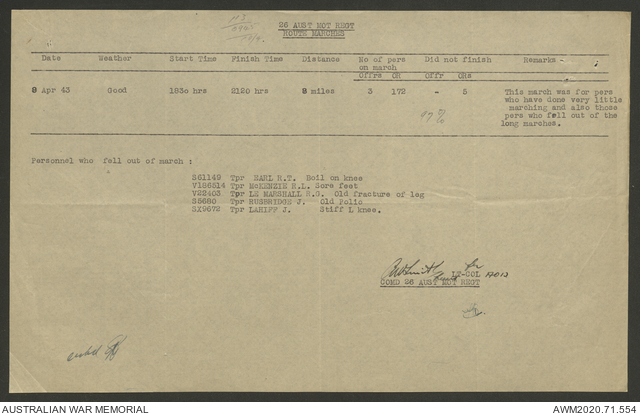 26 AUST MOT REGT
ROUTE MARCHES
Date Weather Start Time Finish Time Distance No of pers on march Did not finish Remarks
Offrs OR Offr ORs
9 Apr 43 Good 1930 hrs 2120 hrs 8 miles 3 172 - 5 This march was for pers
who have done very little
marching and also those
pers who fell out of the
long marches.
97%
Personnel who fell out of march :
S61149 Tpr EARL R.T. Boil on knee
V186514 Tpr McKENZIE R.L. Sore feet
V22403 Tpr LE MARSHALL R.G. Old fracture of leg
S5680 Tpr RUSBRIDGE J. Old Polio
SX9672 Tpr LAHIFF J. Stiff L knee.
LT-COL
COMD 26 AUST MOT REGT
AUSTRALIAN WAR MEMORIAL
AWM2020.71.554